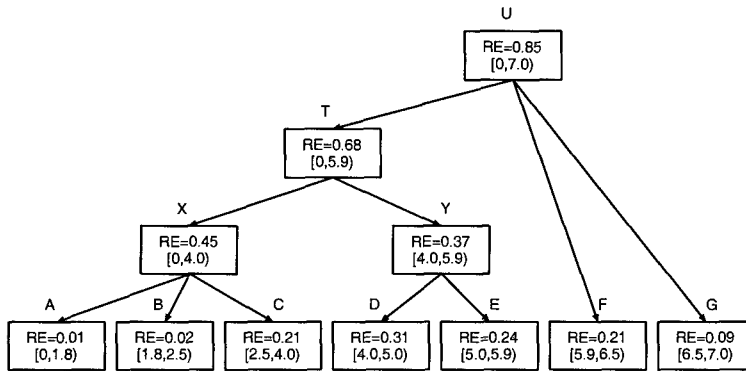 U
RE=0.85
[0,7.0)
T
RE=0.68
[0,5.9)
X
RE=0.45
[0,4.0)
Y
RE=0.37
[4.0,5.9)
A
RE=0.01
[0,1.8)
B
RE=0.02
[1.8,2.5)
C
RE=0.21
[2.5,4.0)
D
RE=0.31
[4.0,5.0)
E
RE=0.24
[5.0,5.9)
F
RE=0.21
[5.9,6.5)
G
RE=0.09
[6.5,7.0)